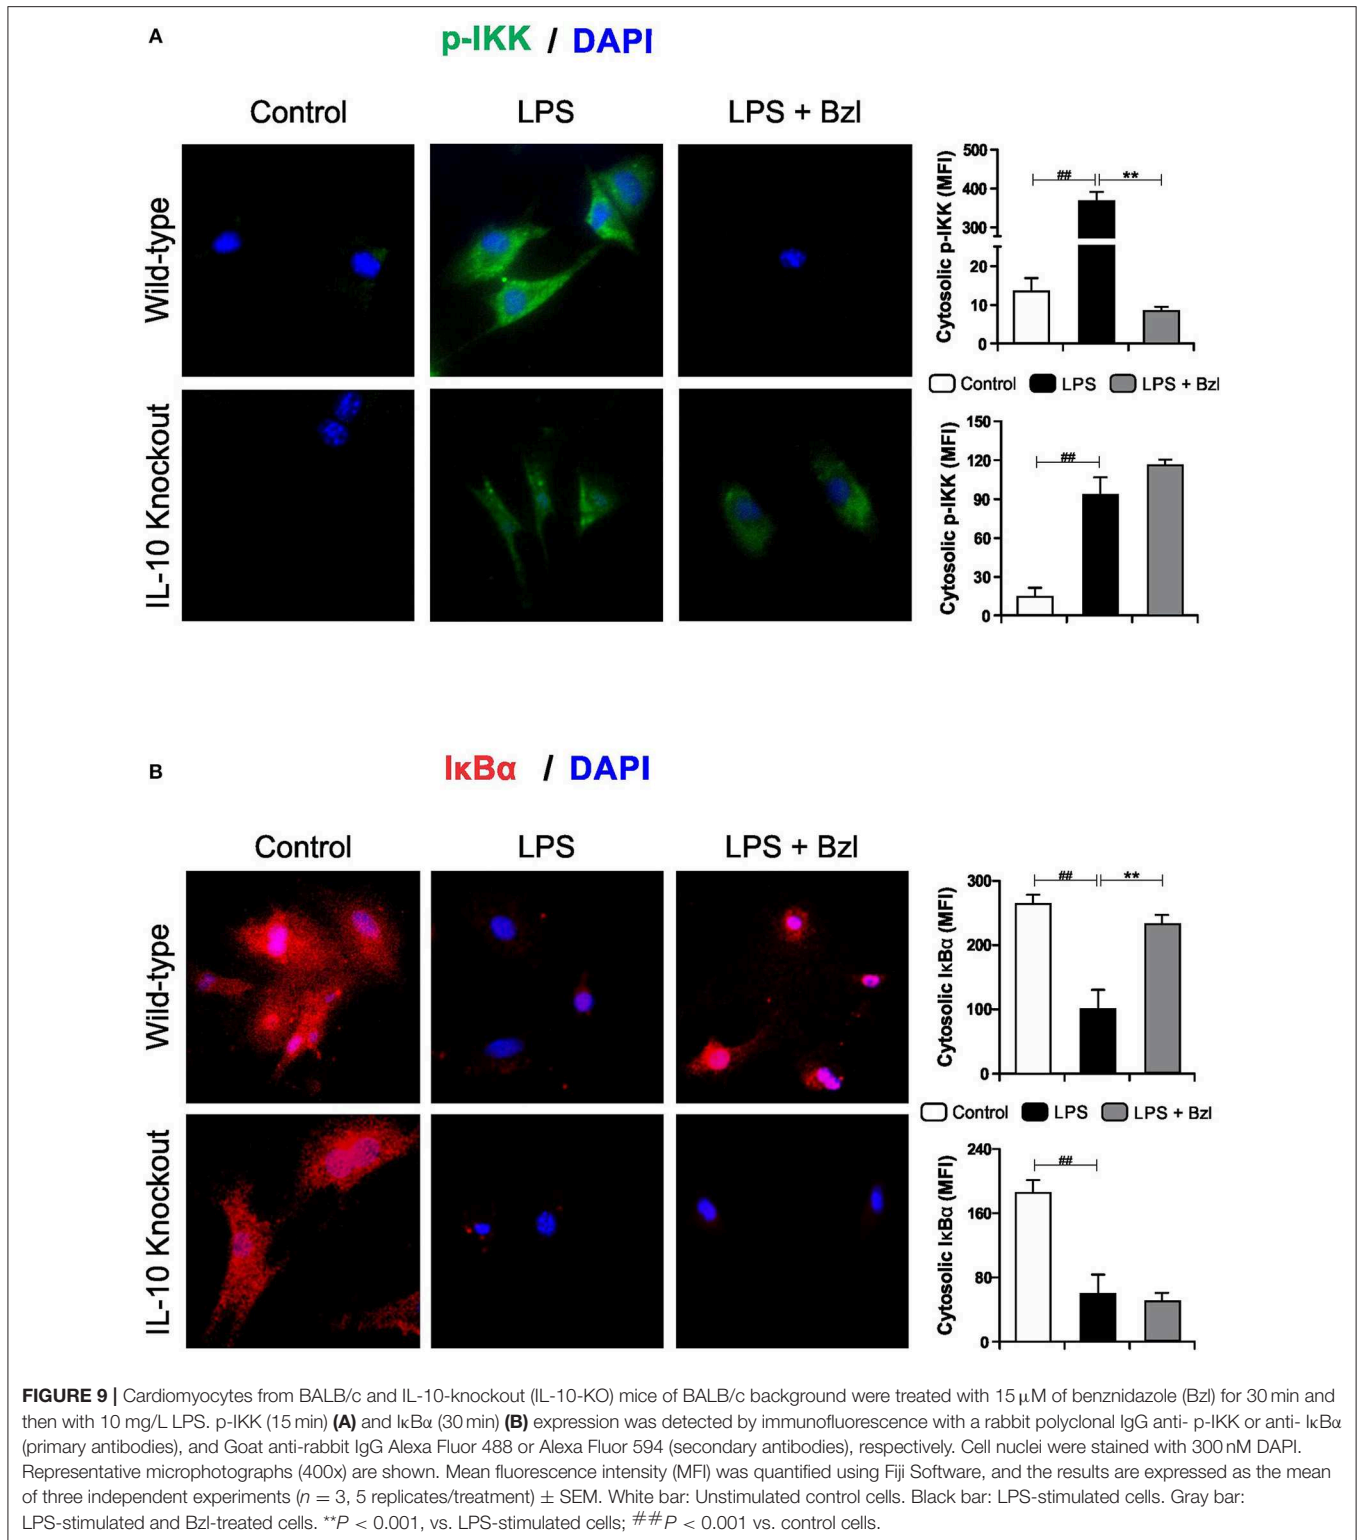 A
p-IKK / DAPI
Control LPS LPS + Bzl
Wild-type
IL-10 Knockout
Cytosolic p-IKK (MFI)
500
400
300
20
10
0
## **
Control LPS LPS + Bzl
Cytosolic p-IKK (MFI)
150
120
90
60
30
0
##
B
IκBα / DAPI
Control LPS LPS + Bzl
Wild-type
IL-10 Knockout
Cytosolic IκBα (MFI)
300
200
100
0
## **
Control LPS LPS + Bzl
Cytosolic IκBα (MFI)
240
160
80
0
##
FIGURE 9 | Cardiomyocytes from BALB/c and IL-10-knockout (IL-10-KO) mice of BALB/c background were treated with 15 μM of benznidazole (Bzl) for 30 min and
then with 10 mg/L LPS. p-IKK (15 min) (A) and IκBα (30 min) (B) expression was detected by immunofluorescence with a rabbit polyclonal IgG anti- p-IKK or anti- IκBα
(primary antibodies), and Goat anti-rabbit IgG Alexa Fluor 488 or Alexa Fluor 594 (secondary antibodies), respectively. Cell nuclei were stained with 300 nM DAPI.
Representative microphotographs (400x) are shown. Mean fluorescence intensity (MFI) was quantified using Fiji Software, and the results are expressed as the mean
of three independent experiments (n = 3, 5 replicates/treatment) ± SEM. White bar: Unstimulated control cells. Black bar: LPS-stimulated cells. Gray bar:
LPS-stimulated and Bzl-treated cells. **P < 0.001, vs. LPS-stimulated cells; ##P < 0.001 vs. control cells.